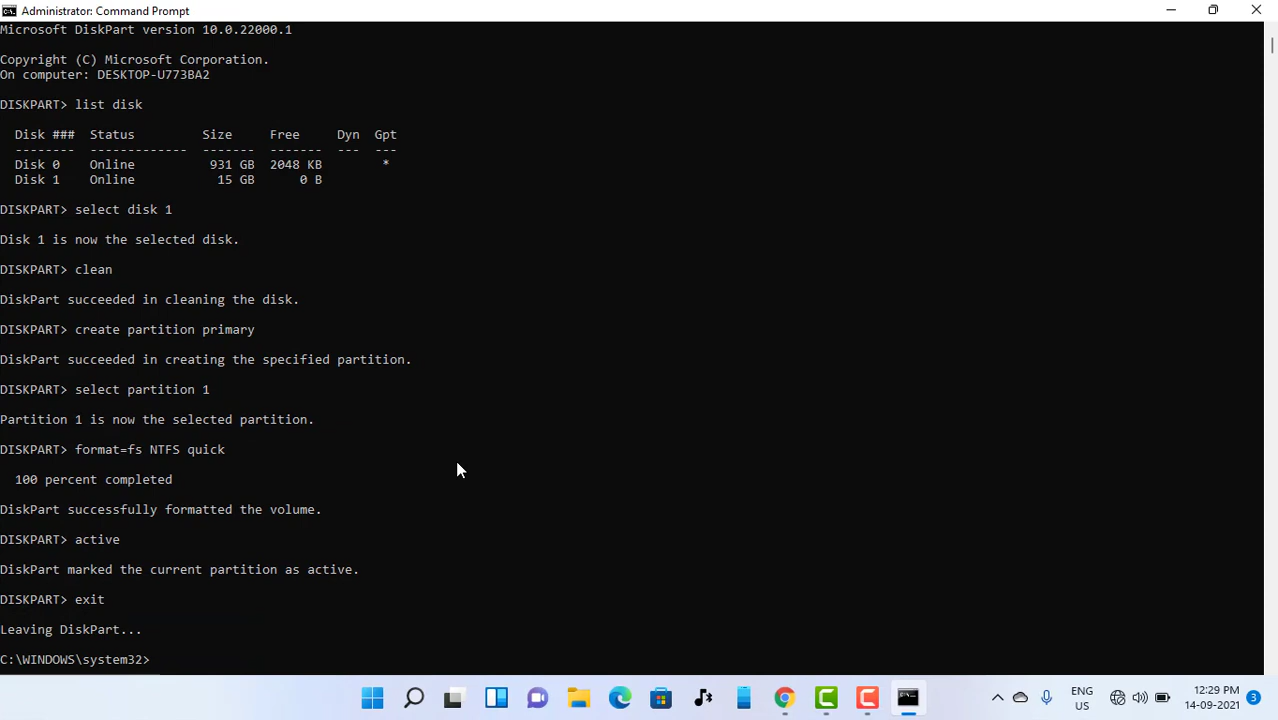 Administrator: Command Prompt
Microsoft DiskPart version 10.0.22000.1
Copyright (C) Microsoft Corporation.
On computer: DESKTOP-U773BA2
DISKPART> list disk
Disk ### Status Size Free Dyn Gpt
-------- ------------- ------- ------- --- ---
Disk 0 Online 931 GB 2048 KB *
Disk 1 Online 15 GB 0 B
DISKPART> select disk 1
Disk 1 is now the selected disk.
DISKPART> clean
DiskPart succeeded in cleaning the disk.
DISKPART> create partition primary
DiskPart succeeded in creating the specified partition.
DISKPART> select partition 1
Partition 1 is now the selected partition.
DISKPART> format=fs NTFS quick
100 percent completed
DiskPart successfully formatted the volume.
DISKPART> active
DiskPart marked the current partition as active.
DISKPART> exit
Leaving DiskPart...
C:\WINDOWS\system32>
ENG
US
12:29 PM
14-09-2021
3